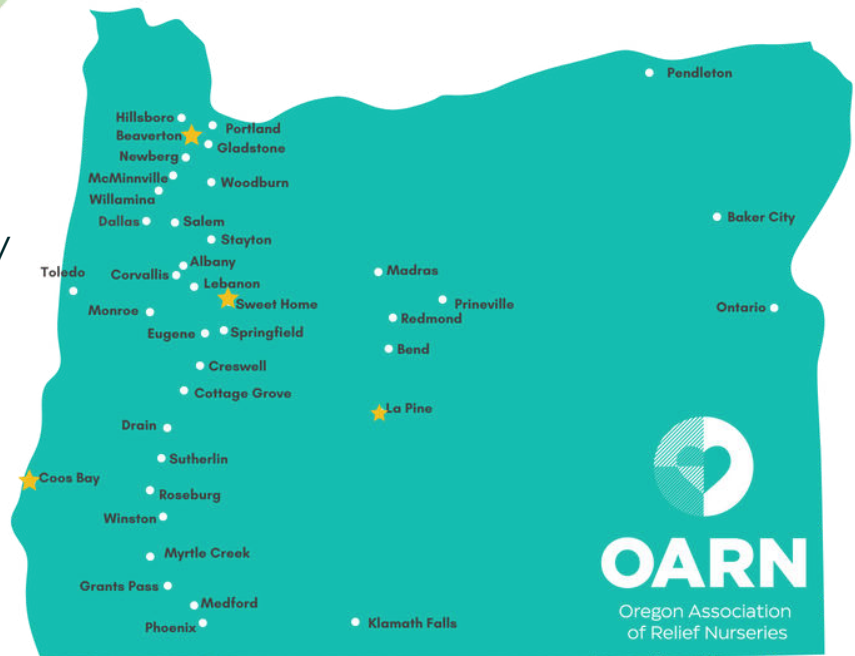 Pendleton
Hillsboro
Portland
Beaverton
Gladstone
Newberg
McMinnville
Woodburn
Willamina
Dallas
Salem
Stayton
Albany
Toledo
Corvallis
Lebanon
Sweet Home
Monroe
Eugene
Springfield
Creswell
Cottage Grove
Drain
Sutherlin
Coos Bay
Roseburg
Winston
Myrtle Creek
Grants Pass
Medford
Phoenix
Klamath Falls
Madras
Prineville
Redmond
Bend
La Pine
Baker City
Ontario
OARN
Oregon Association
of Relief Nurseries